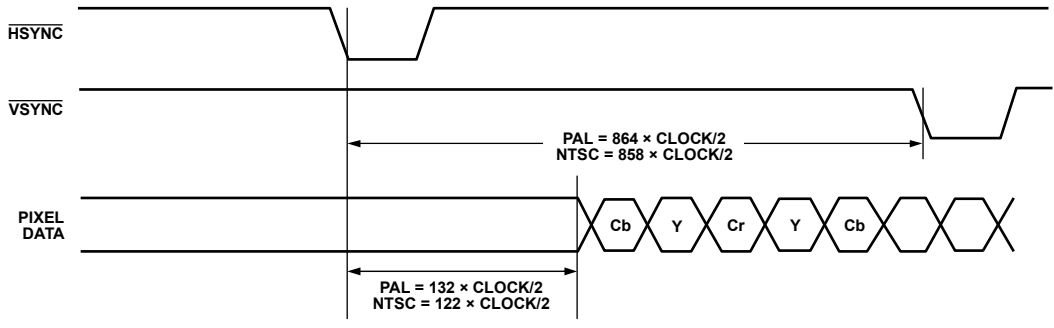 HSYNC
VSYNC
PAL = 864 × CLOCK/2
NTSC = 858 × CLOCK/2
PIXEL
DATA
Cb Y Cr Y Cb
PAL = 132 × CLOCK/2
NTSC = 122 × CLOCK/2